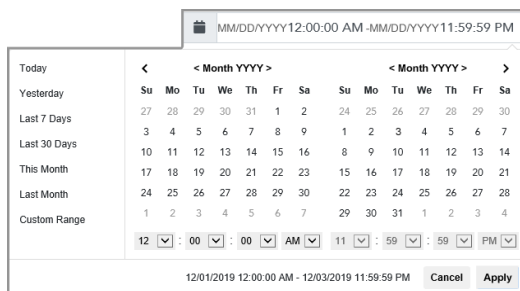 MM/DD/YYYY12:00:00 AM -MM/DD/YYYY11:59:59 PM
Today
Yesterday
Last 7 Days
Last 30 Days
This Month
Last Month
Custom Range
< Month YYYY >
Su Mo Tu We Th Fr Sa
27 28 29 30 31 1 2
3 4 5 6 7 8 9
10 11 12 13 14 15 16
17 18 19 20 21 22 23
24 25 26 27 28 29 30
1 2 3 4 5 6 7
12 : 00 : 00 AM
< Month YYYY >
Su Mo Tu We Th Fr Sa
24 25 26 27 28 29 30
1 2 3 4 5 6 7
8 9 10 11 12 13 14
15 16 17 18 19 20 21
22 23 24 25 26 27 28
29 30 31 1 2 3 4
11 : 59 : 59 PM
12/01/2019 12:00:00 AM - 12/03/2019 11:59:59 PM Cancel Apply